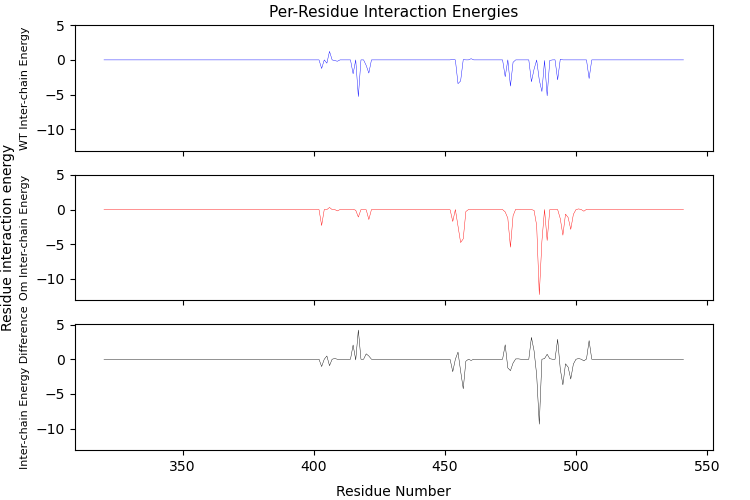 Per-Residue Interaction Energies
Residue interaction energy
WT Inter-chain Energy
5
0
−5
−10
Om Inter-chain Energy
5
0
−5
−10
Inter-chain Energy Difference
5
0
−5
−10
350
400
450
500
550
Residue Number